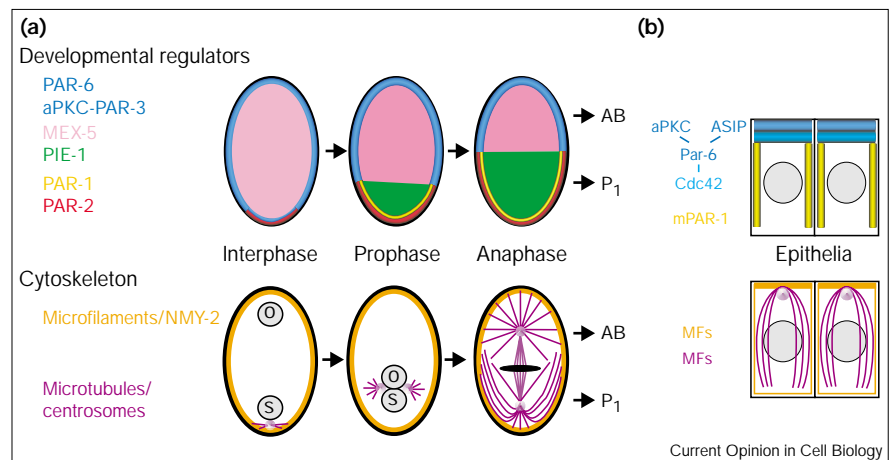 (a)
Developmental regulators
PAR-6
aPKC-PAR-3
MEX-5
PIE-1
PAR-1
PAR-2
AB
P1
Interphase
Prophase
Anaphase
Cytoskeleton
Microfilaments/NMY-2
Microtubules/
centrosomes
O
S
O
S
AB
P1
(b)
aPKC
ASIP
Par-6
Cdc42
mPAR-1
Epithelia
MFs
MFs
Current Opinion in Cell Biology